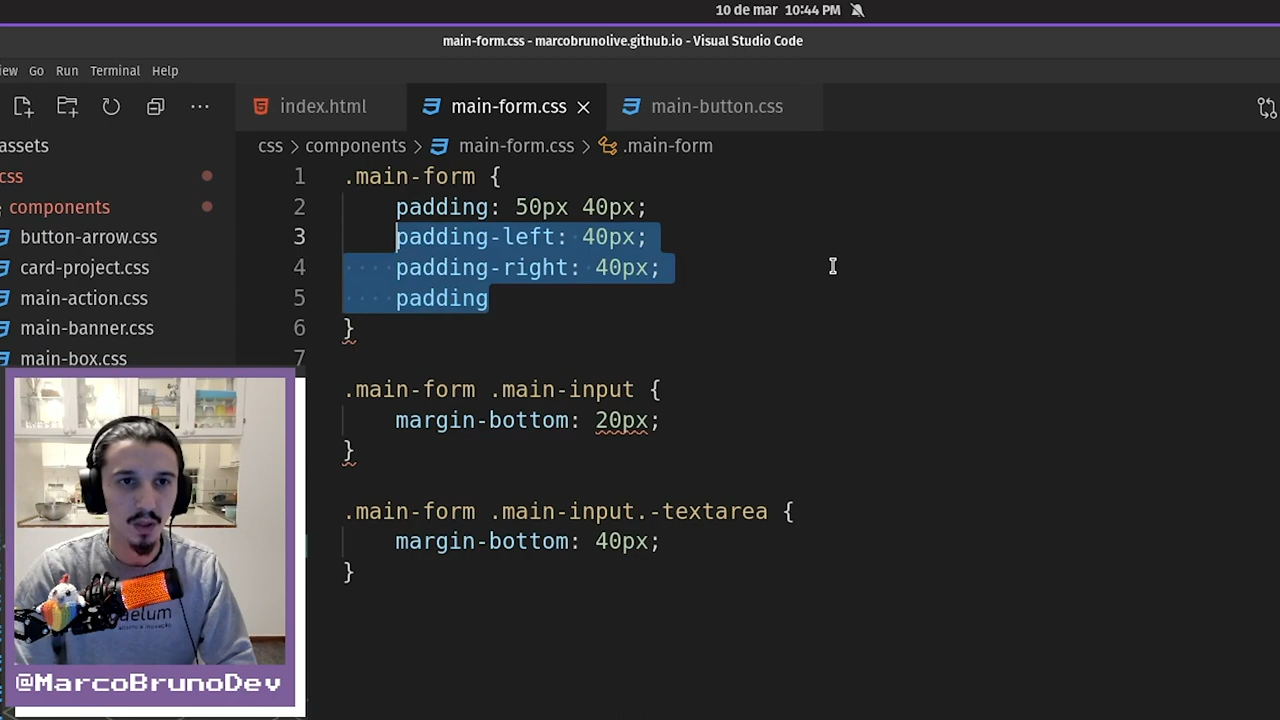 10 de mar 10:44 PM
main-form.css - marcobrunolive.github.io - Visual Studio Code
iew Go Run Terminal Help
index.html main-form.css main-button.css
assets
css > components > main-form.css > .main-form
css
components
button-arrow.css
card-project.css
main-action.css
main-banner.css
main-box.css
1 .main-form {
2 padding: 50px 40px;
3 padding-left: 40px;
4 padding-right: 40px;
5 padding
6 }
7
.main-form .main-input {
margin-bottom: 20px;
}
.main-form .main-input.-textarea {
margin-bottom: 40px;
}
aelum
@MarcoBrunoDev